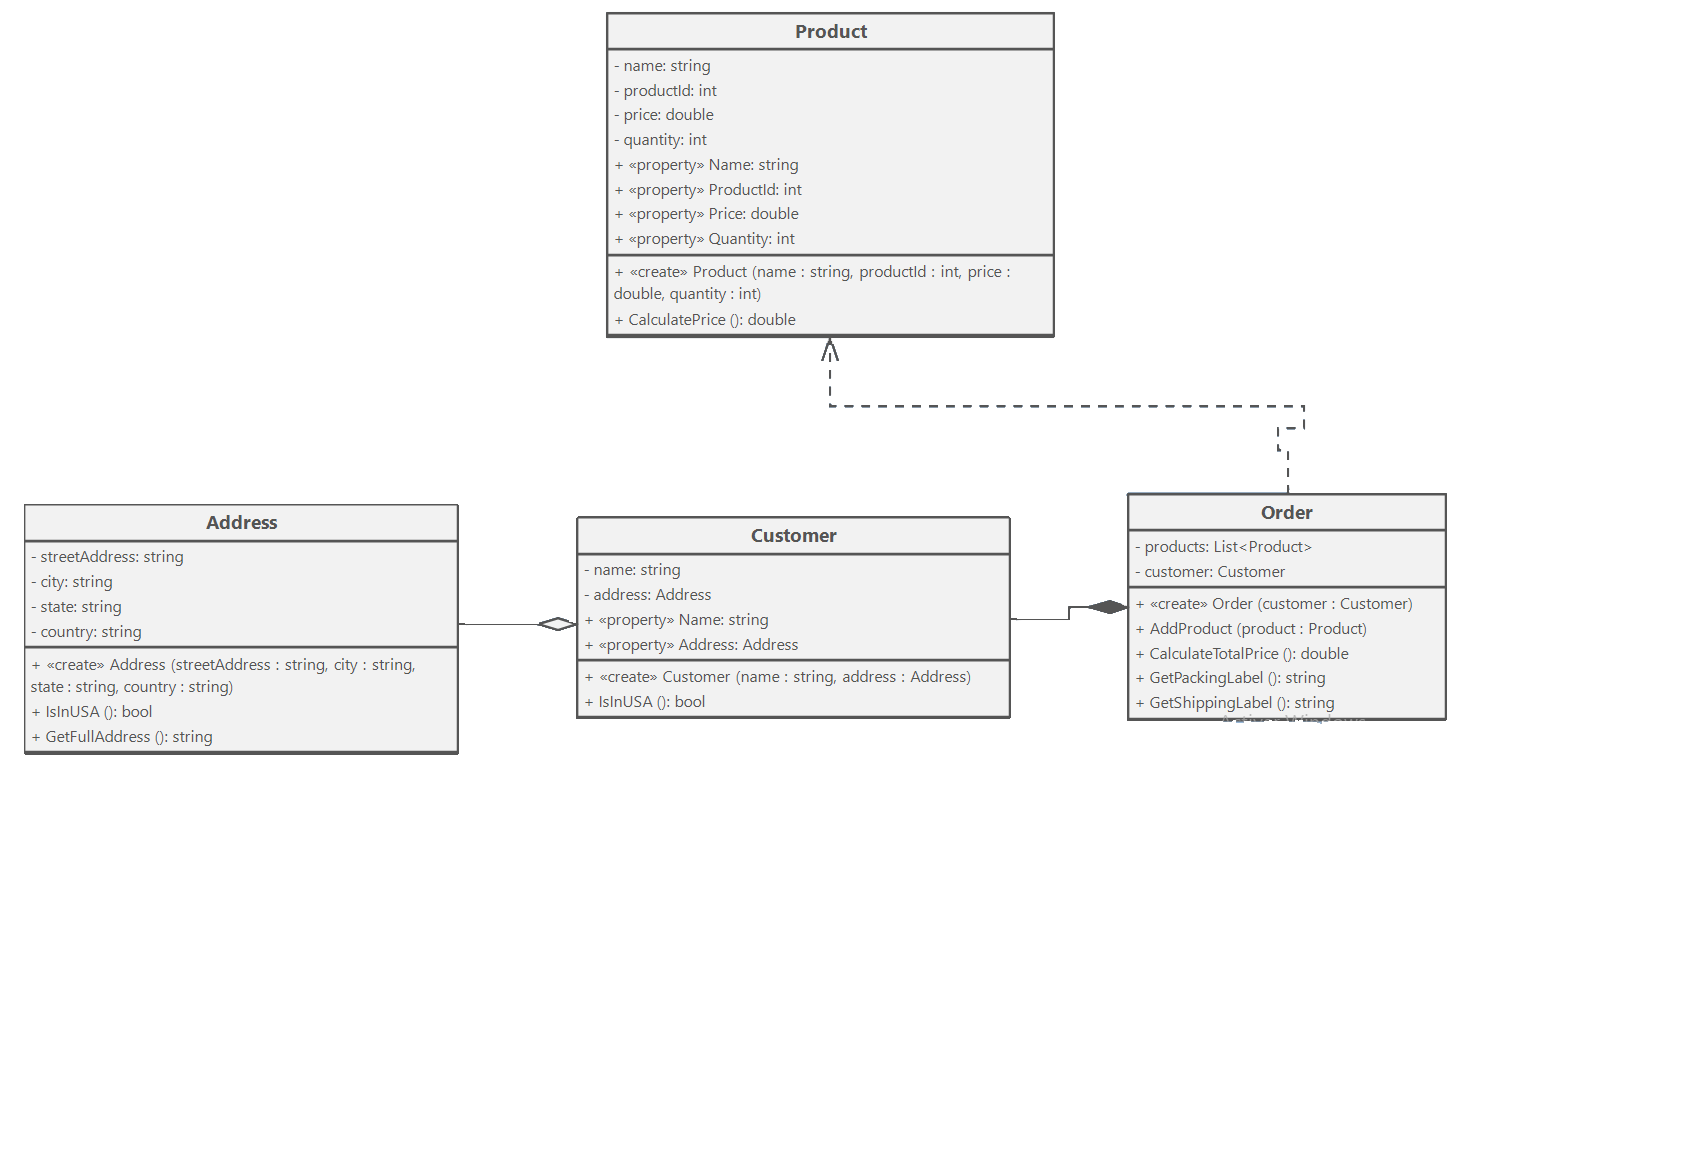 Product
- name: string
- productId: int
- price: double
- quantity: int
+ «property» Name: string
+ «property» ProductId: int
+ «property» Price: double
+ «property» Quantity: int
+ «create» Product (name : string, productId : int, price :
double, quantity : int)
+ CalculatePrice (): double
Address
- streetAddress: string
- city: string
- state: string
- country: string
+ «create» Address (streetAddress : string, city : string,
state : string, country : string)
+ IsInUSA (): bool
+ GetFullAddress (): string
Customer
- name: string
- address: Address
+ «property» Name: string
+ «property» Address: Address
+ «create» Customer (name : string, address : Address)
+ IsInUSA (): bool
Order
- products: List<Product>
- customer: Customer
+ «create» Order (customer : Customer)
+ AddProduct (product : Product)
+ CalculateTotalPrice (): double
+ GetPackingLabel (): string
+ GetShippingLabel (): string